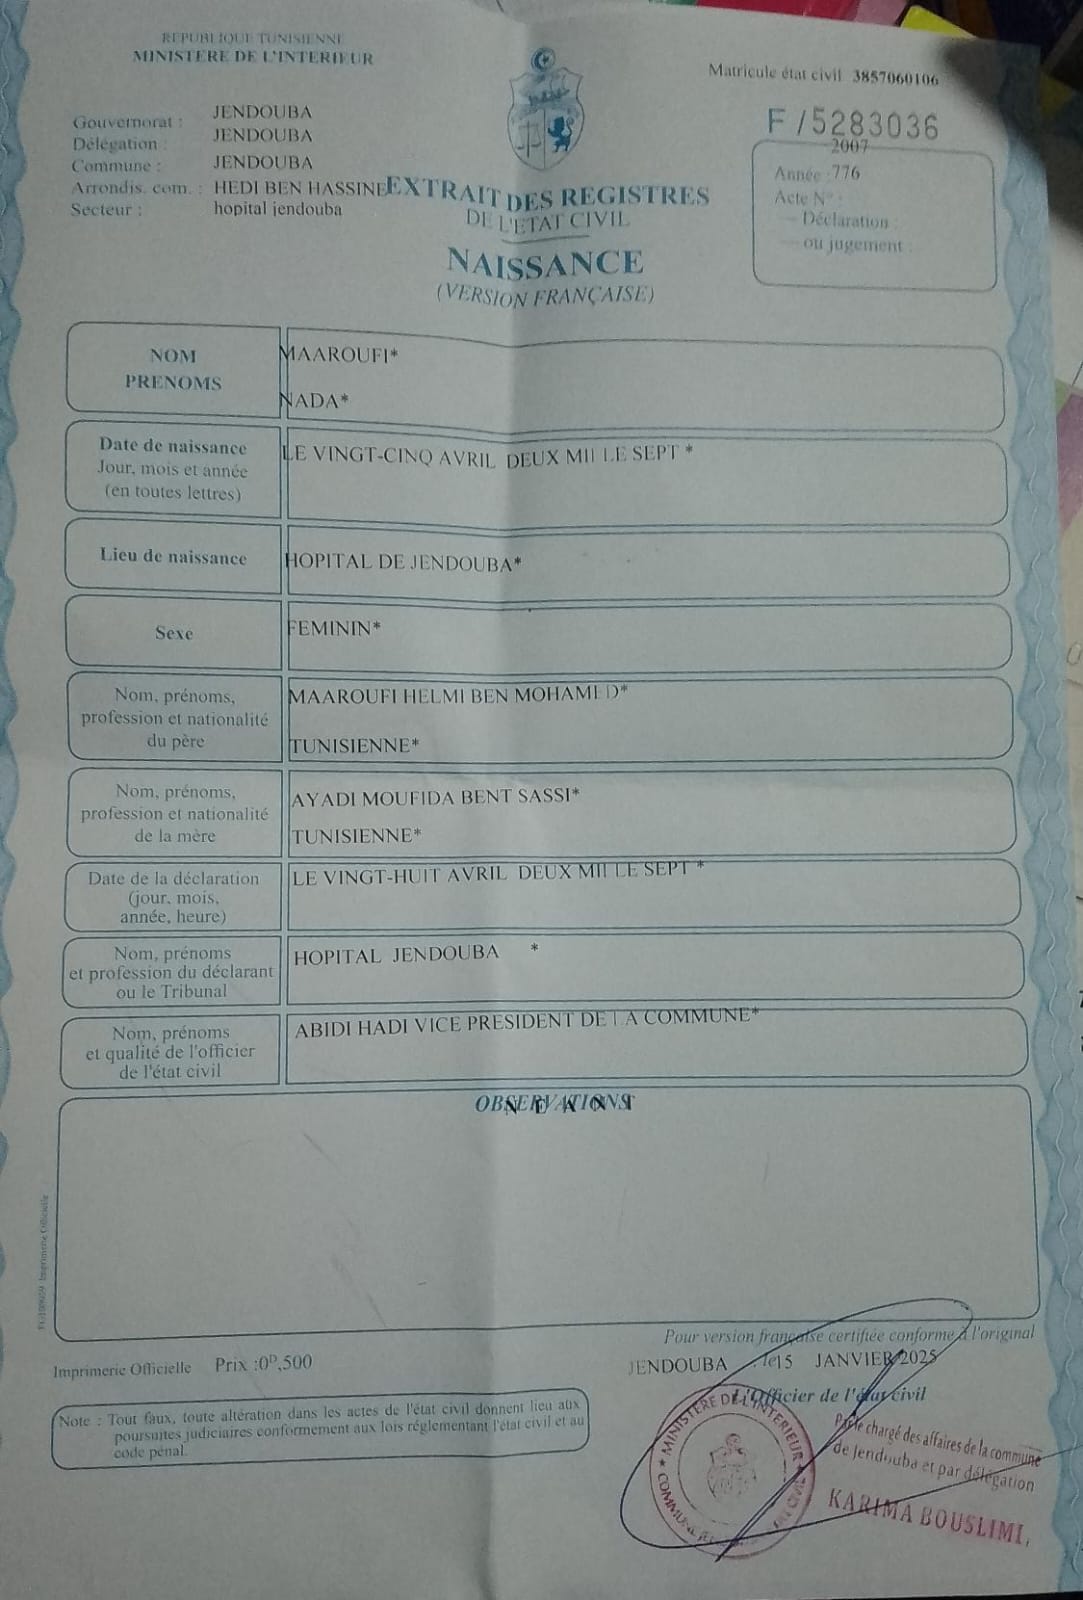 REPUBLIQUE TUNISIENNE
MINISTERE DE L'INTERIEUR
Matricule état civil 3857060106
F/5283036
Gouvernorat : JENDOUBA
Délégation : JENDOUBA
Commune : JENDOUBA
Arrondis. com. : HEDI BEN HASSINE
Secteur : hopital jendouba
2007
Année : 776
Acte N° :
— Déclaration :
— ou jugement :
EXTRAIT DES REGISTRES
DE L'ETAT CIVIL
NAISSANCE
(VERSION FRANÇAISE)
NOM MAAROUFI*
PRENOMS NADA*
Date de naissance LE VINGT-CINQ AVRIL DEUX MILLE SEPT *
Jour, mois et année
(en toutes lettres)
Lieu de naissance HOPITAL DE JENDOUBA*
Sexe FEMININ*
Nom, prénoms, MAAROUFI HELMI BEN MOHAMED*
profession et nationalité
du père TUNISIENNE*
Nom, prénoms, AYADI MOUFIDA BENT SASSI*
profession et nationalité
de la mère TUNISIENNE*
Date de la déclaration LE VINGT-HUIT AVRIL DEUX MILLE SEPT *
(jour, mois,
année, heure)
Nom, prénoms HOPITAL JENDOUBA *
et profession du déclarant
ou le Tribunal
Nom, prénoms ABIDI HADI VICE PRESIDENT DE LA COMMUNE*
et qualité de l'officier
de l'état civil
OBSERVATIONS
NEANT
Imprimerie Officielle
Pour version française certifiée conforme à l'original
Imprimerie Officielle Prix :0ᴰ,500
JENDOUBA : le15 JANVIER 2025
L'Officier de l'état civil
Note : Tout faux, toute altération dans les actes de l'état civil donnent lieu aux
poursuites judiciaires conformement aux lois réglementant l'état civil et au
code pénal.
★ MINISTERE DE L'INTERIEUR ★
COMMUNE
P/ le chargé des affaires de la commune
de Jendouba et par délégation
KARIMA BOUSLIMI.